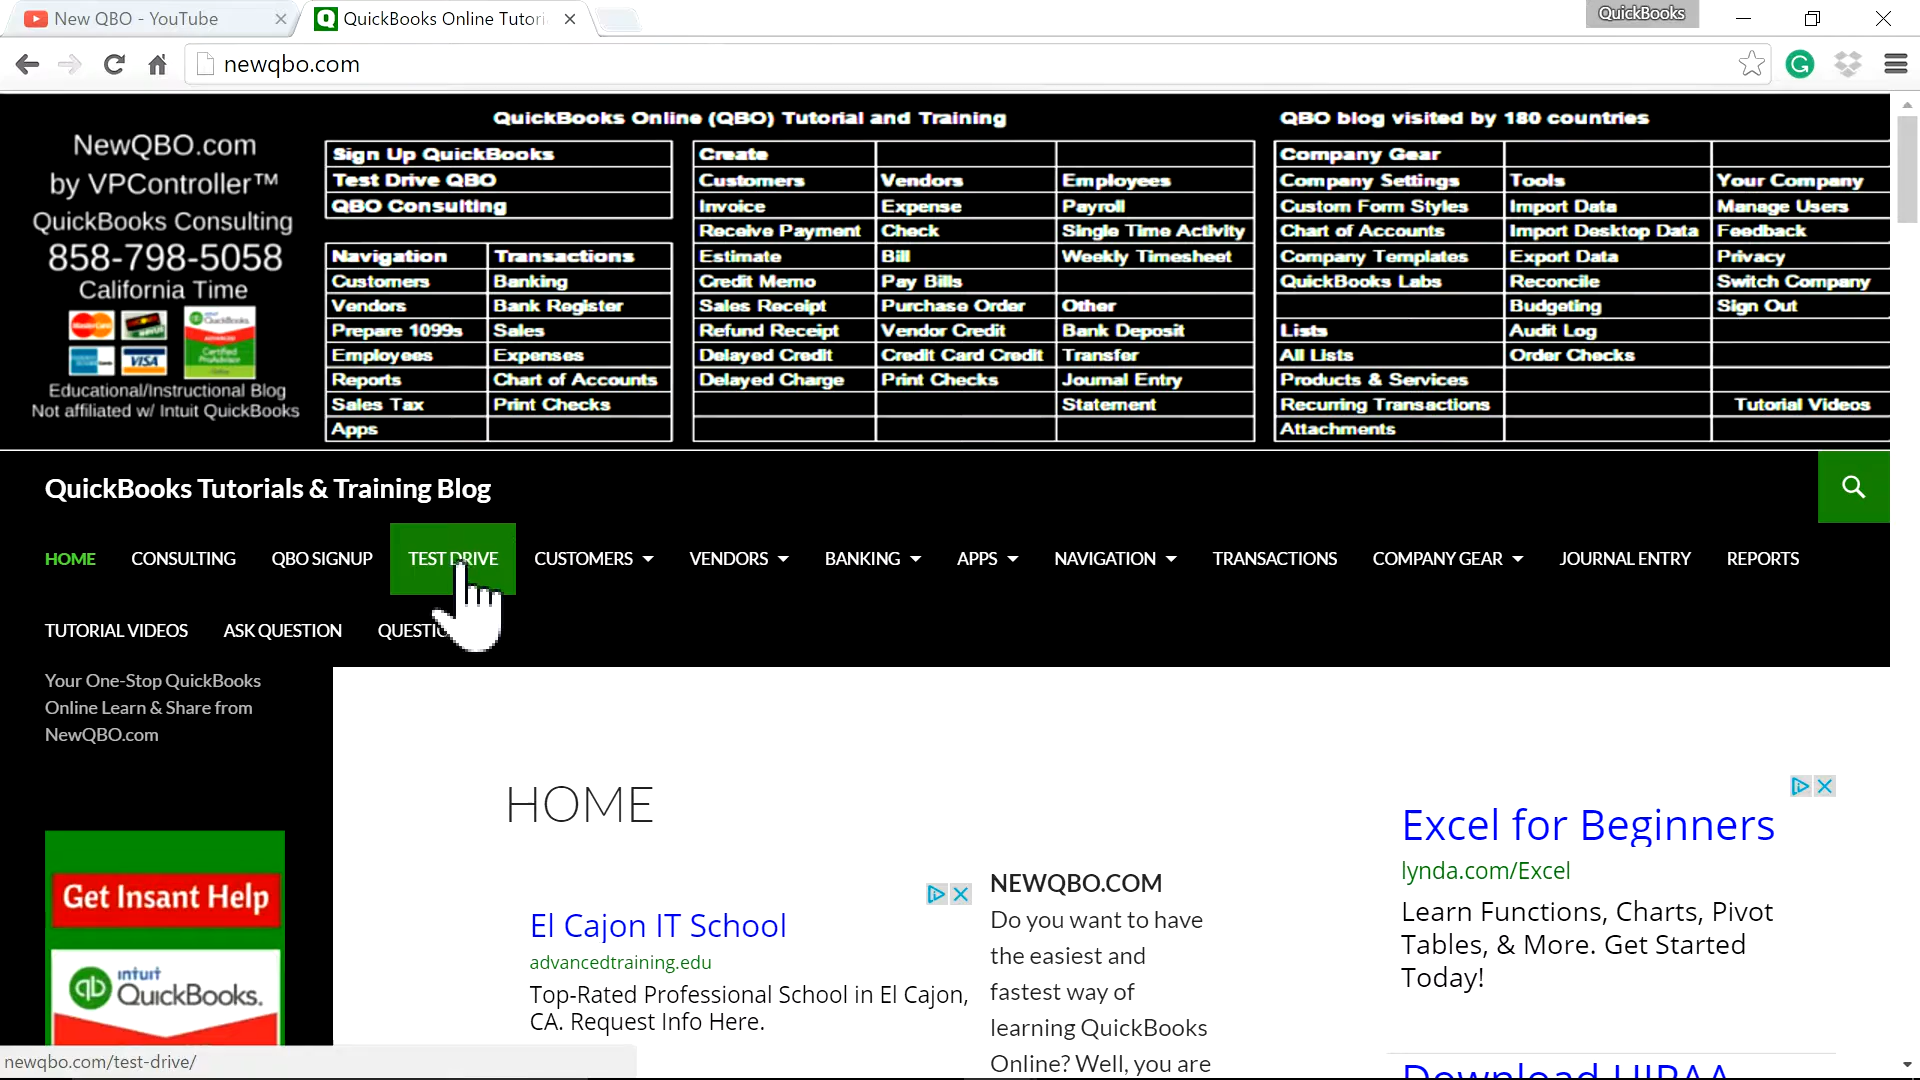 New QBO - YouTube
QuickBooks Online Tutori
QuickBooks
newqbo.com
NewQBO.com
by VPController™
QuickBooks Consulting
858-798-5058
California Time
Educational/Instructional Blog
Not affiliated w/ Intuit QuickBooks
QuickBooks Online (QBO) Tutorial and Training
QBO blog visited by 180 countries
Sign Up QuickBooks
Test Drive QBO
QBO Consulting
Navigation Transactions
Customers Banking
Vendors Bank Register
Prepare 1099s Sales
Employees Expenses
Reports Chart of Accounts
Sales Tax Print Checks
Apps
Create
Customers Vendors Employees
Invoice Expense Payroll
Receive Payment Check Single Time Activity
Estimate Bill Weekly Timesheet
Credit Memo Pay Bills
Sales Receipt Purchase Order Other
Refund Receipt Vendor Credit Bank Deposit
Delayed Credit Credit Card Credit Transfer
Delayed Charge Print Checks Journal Entry
Statement
Company Gear
Company Settings Tools Your Company
Custom Form Styles Import Data Manage Users
Chart of Accounts Import Desktop Data Feedback
Company Templates Export Data Privacy
QuickBooks Labs Reconcile Switch Company
Budgeting Sign Out
Lists Audit Log
All Lists Order Checks
Products & Services
Recurring Transactions Tutorial Videos
Attachments
QuickBooks Tutorials & Training Blog
HOME CONSULTING QBO SIGNUP TEST DRIVE CUSTOMERS VENDORS BANKING APPS NAVIGATION TRANSACTIONS COMPANY GEAR JOURNAL ENTRY REPORTS
TUTORIAL VIDEOS ASK QUESTION
Your One-Stop QuickBooks
Online Learn & Share from
NewQBO.com
Get Insant Help
intuit
qb QuickBooks.
HOME
El Cajon IT School
advancedtraining.edu
Top-Rated Professional School in El Cajon,
CA. Request Info Here.
NEWQBO.COM
Do you want to have
the easiest and
fastest way of
learning QuickBooks
Online? Well, you are
Excel for Beginners
lynda.com/Excel
Learn Functions, Charts, Pivot
Tables, & More. Get Started
Today!
Download HIPAA
newqbo.com/test-drive/